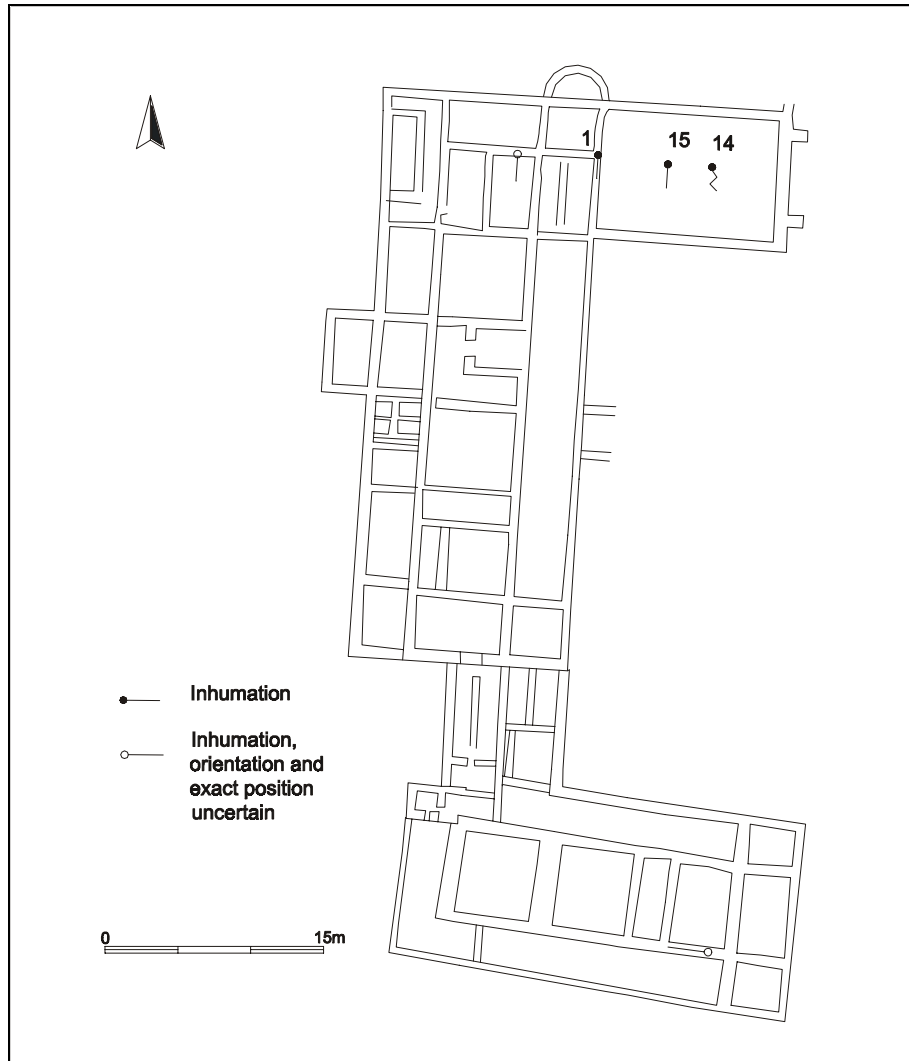 1
15 14
Inhumation
Inhumation,
orientation and
exact position
uncertain
0 15m